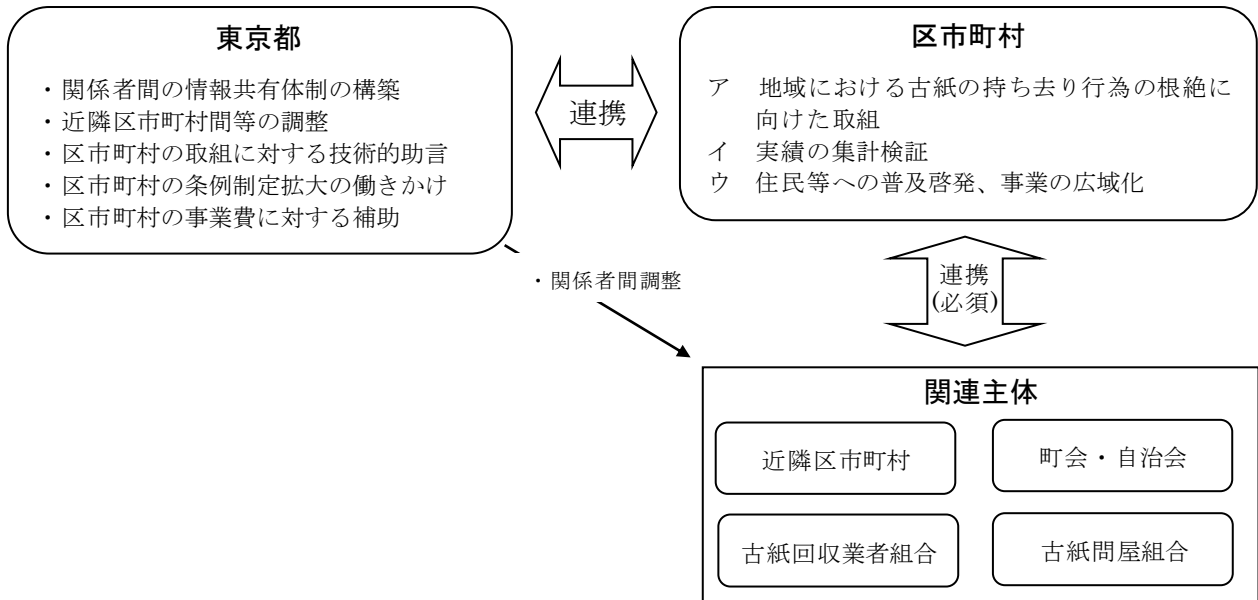 東京都
・関係者間の情報共有体制の構築
・近隣区市町村間等の調整
・区市町村の取組に対する技術的助言
・区市町村の条例制定拡大の働きかけ
・区市町村の事業費に対する補助
連携
区市町村
ア 地域における古紙の持ち去り行為の根絶に
向けた取組
イ 実績の集計検証
ウ 住民等への普及啓発、事業の広域化
・関係者間調整
連携
(必須)
関連主体
近隣区市町村
町会・自治会
古紙回収業者組合
古紙問屋組合